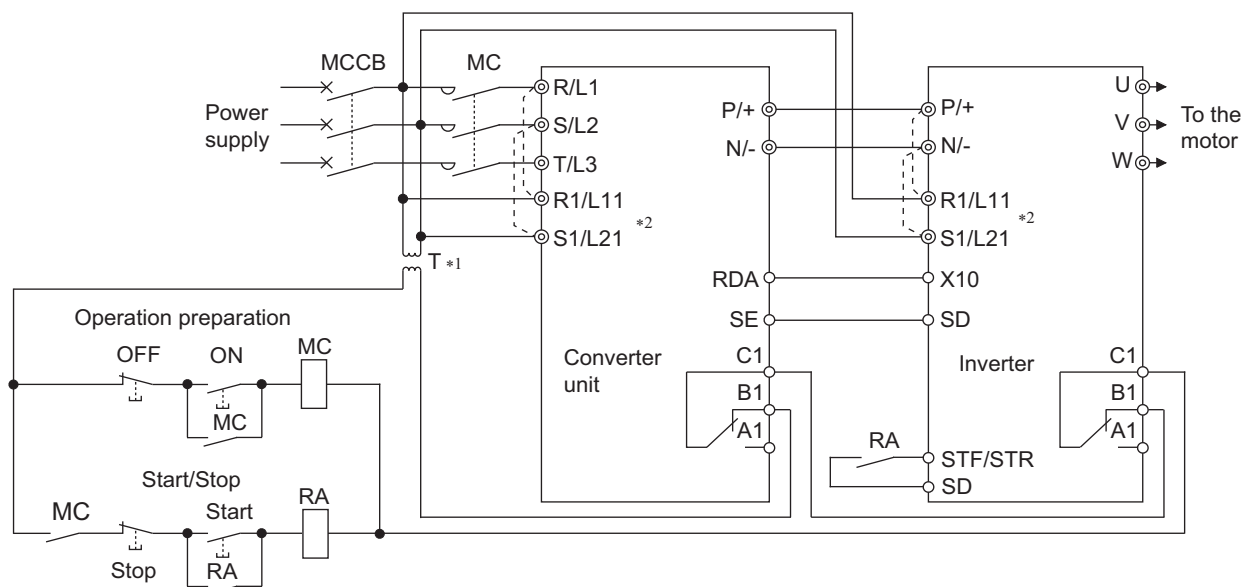 MCCB
MC
Power
supply
R/L1
S/L2
T/L3
R1/L11
*2
S1/L21
T *1
P/+
N/-
P/+
N/-
R1/L11
*2
S1/L21
U
V
W
To the
motor
RDA
X10
SE
SD
Operation preparation
OFF
ON
MC
MC
Converter
unit
C1
B1
A1
Inverter
C1
B1
A1
RA
STF/STR
SD
Start/Stop
MC
Start
RA
Stop
RA